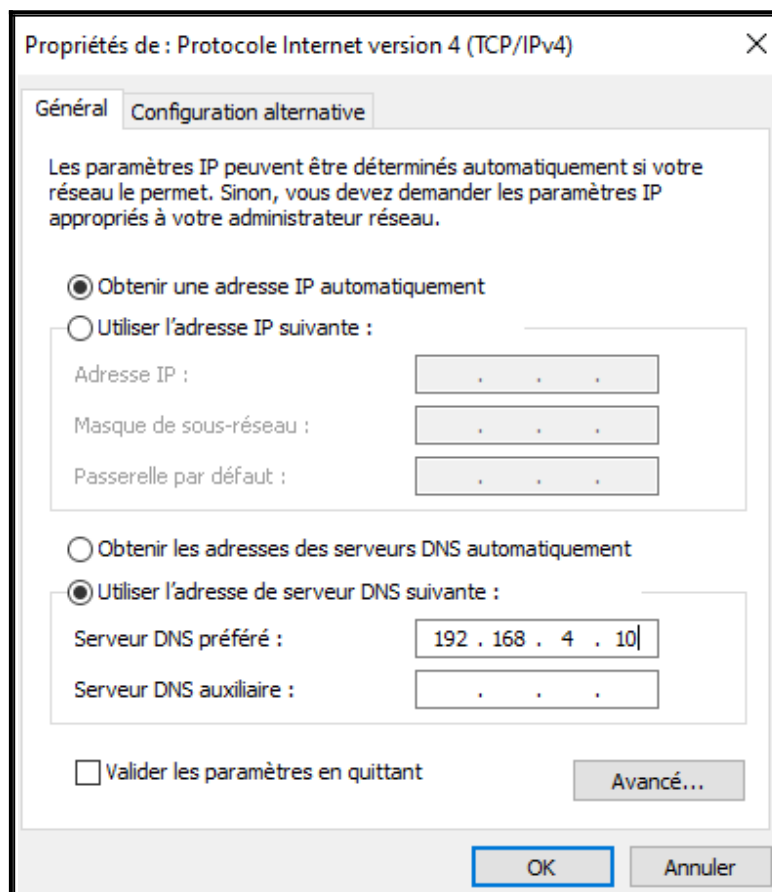 Propriétés de : Protocole Internet version 4 (TCP/IPv4)
Général
Configuration alternative
Les paramètres IP peuvent être déterminés automatiquement si votre
réseau le permet. Sinon, vous devez demander les paramètres IP
appropriés à votre administrateur réseau.
Obtenir une adresse IP automatiquement
Utiliser l'adresse IP suivante :
Adresse IP : . . .
Masque de sous-réseau : . . .
Passerelle par défaut : . . .
Obtenir les adresses des serveurs DNS automatiquement
Utiliser l'adresse de serveur DNS suivante :
Serveur DNS préféré : 192 . 168 . 4 . 10
Serveur DNS auxiliaire : . . .
Valider les paramètres en quittant
Avancé...
OK
Annuler